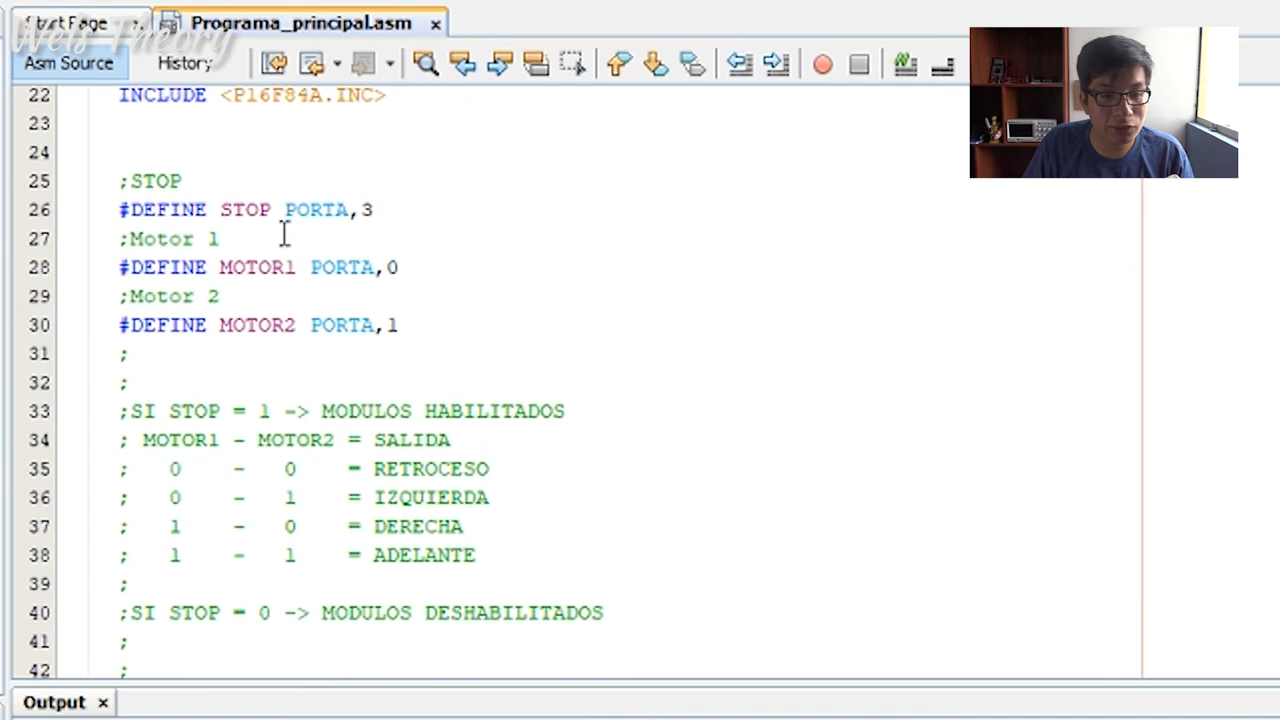 Start Page
Programa_principal.asm
Wels Theory
Asm Source
History
22 INCLUDE <P16F84A.INC>
23
24
25 ;STOP
26 #DEFINE STOP PORTA,3
27 ;Motor 1
28 #DEFINE MOTOR1 PORTA,0
29 ;Motor 2
30 #DEFINE MOTOR2 PORTA,1
31 ;
32 ;
33 ;SI STOP = 1 -> MODULOS HABILITADOS
34 ; MOTOR1 - MOTOR2 = SALIDA
35 ; 0 - 0 = RETROCESO
36 ; 0 - 1 = IZQUIERDA
37 ; 1 - 0 = DERECHA
38 ; 1 - 1 = ADELANTE
39 ;
40 ;SI STOP = 0 -> MODULOS DESHABILITADOS
41 ;
42 ;
Output